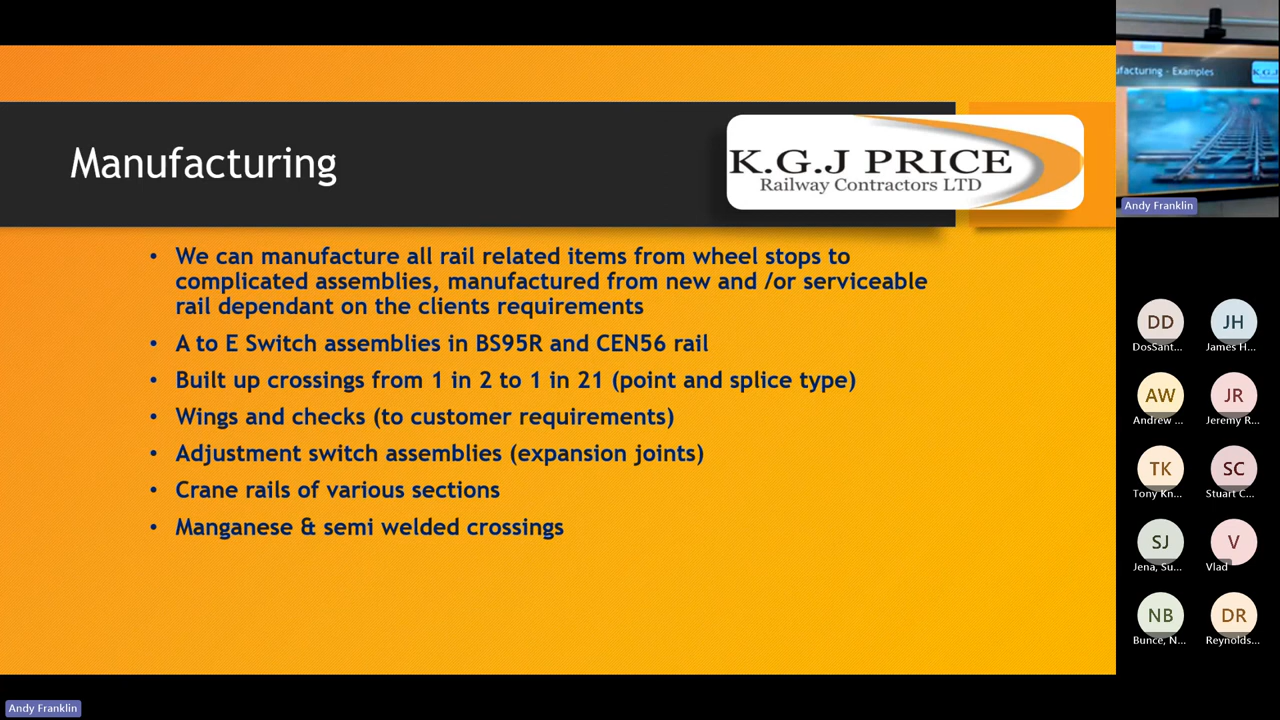 Manufacturing
K.G.J PRICE
Railway Contractors LTD
• We can manufacture all rail related items from wheel stops to
complicated assemblies, manufactured from new and /or serviceable
rail dependant on the clients requirements
• A to E Switch assemblies in BS95R and CEN56 rail
• Built up crossings from 1 in 2 to 1 in 21 (point and splice type)
• Wings and checks (to customer requirements)
• Adjustment switch assemblies (expansion joints)
• Crane rails of various sections
• Manganese & semi welded crossings
Andy Franklin
ufacturing - Examples
K.G.J
Andy Franklin
DD
DosSant...
JH
James H...
AW
Andrew ...
JR
Jeremy R...
TK
Tony Kn...
SC
Stuart C...
SJ
Jena, Su...
V
Vlad
NB
Bunce, N...
DR
Reynolds...